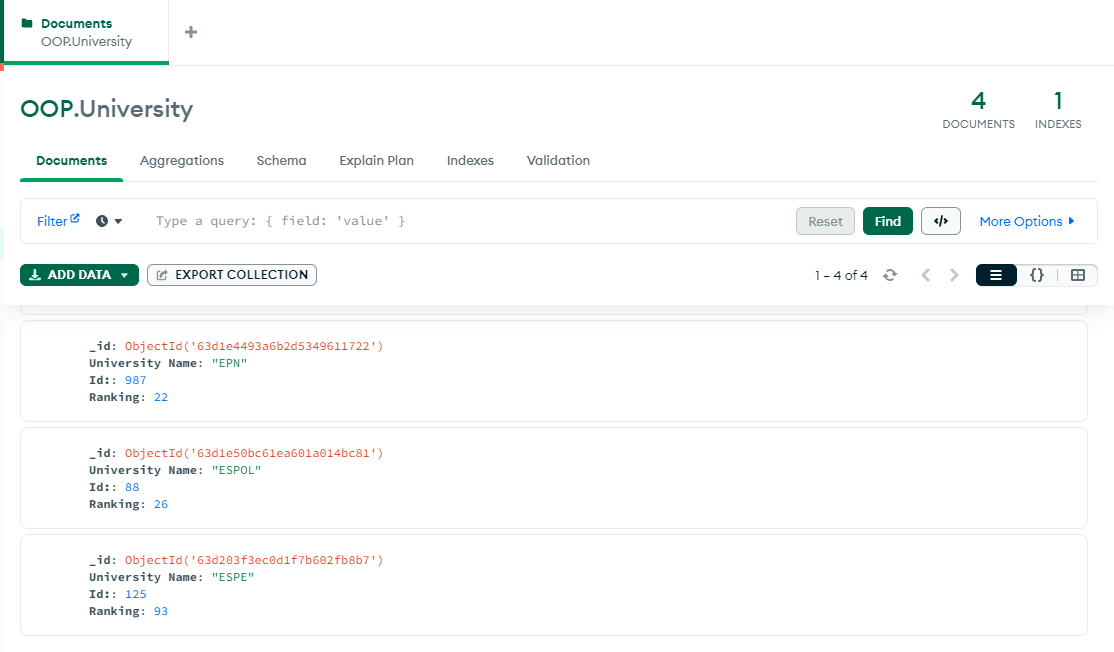 Documents
OOP.University
+
OOP.University
4
DOCUMENTS
1
INDEXES
Documents Aggregations Schema Explain Plan Indexes Validation
Filter Type a query: { field: 'value' } Reset Find </> More Options
ADD DATA EXPORT COLLECTION 1 – 4 of 4 {}
_id: ObjectId('63d1e4493a6b2d5349611722')
University Name: "EPN"
Id:: 987
Ranking: 22
_id: ObjectId('63d1e50bc61ea601a014bc81')
University Name: "ESPOL"
Id:: 88
Ranking: 26
_id: ObjectId('63d203f3ec0d1f7b602fb8b7')
University Name: "ESPE"
Id:: 125
Ranking: 93